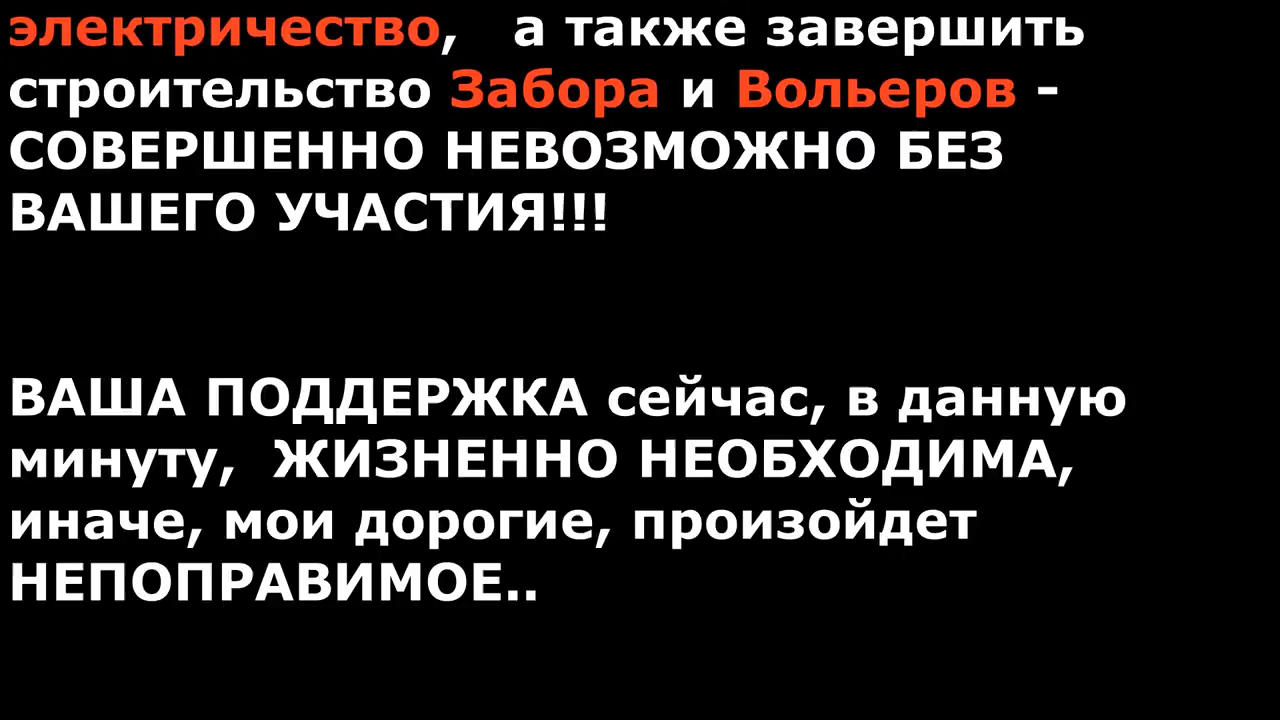 электричество,   а также завершить
строительство Забора и Вольеров -
СОВЕРШЕННО НЕВОЗМОЖНО БЕЗ
ВАШЕГО УЧАСТИЯ!!!
ВАША ПОДДЕРЖКА сейчас, в данную
минуту,  ЖИЗНЕННО НЕОБХОДИМА,
иначе, мои дорогие, произойдет
НЕПОПРАВИМОЕ..